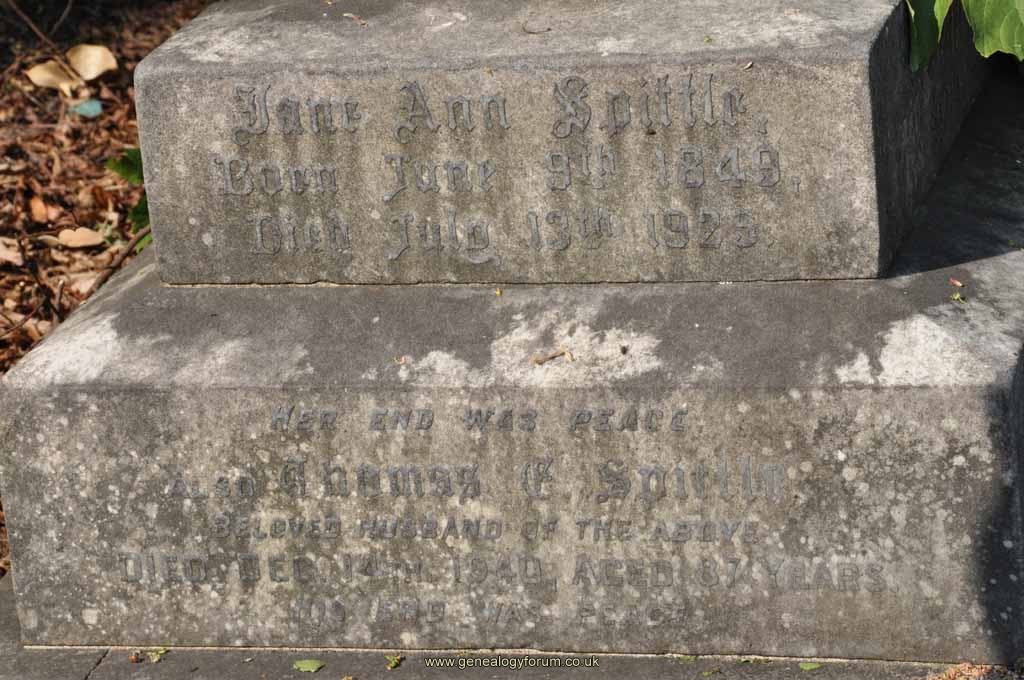 Jane Ann Spittle,
Born June 9th 1849,
Died July 13th 1923.
HER END WAS PEACE.
ALSO Thomas E. Spittle
BELOVED HUSBAND OF THE ABOVE
DIED DEC. 14TH 1940, AGED 87 YEARS.
HIS END WAS PEACE.
www.genealogyforum.co.uk